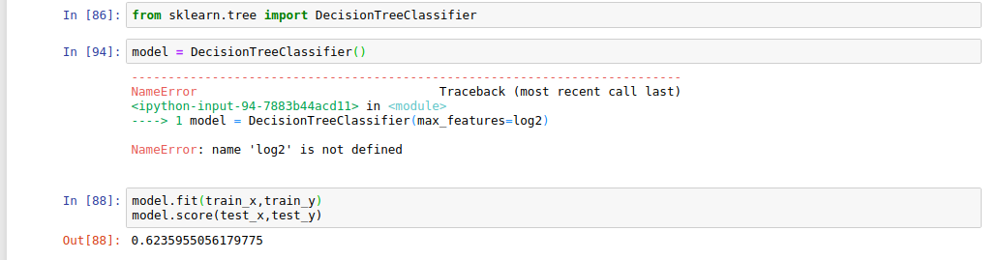 In [86]: from sklearn.tree import DecisionTreeClassifier
In [94]: model = DecisionTreeClassifier()
---------------------------------------------------------------------------
NameError                                 Traceback (most recent call last)
<ipython-input-94-7883b44acd11> in <module>
----> 1 model = DecisionTreeClassifier(max_features=log2)
NameError: name 'log2' is not defined
In [88]: model.fit(train_x,train_y)
model.score(test_x,test_y)
Out[88]: 0.6235955056179775